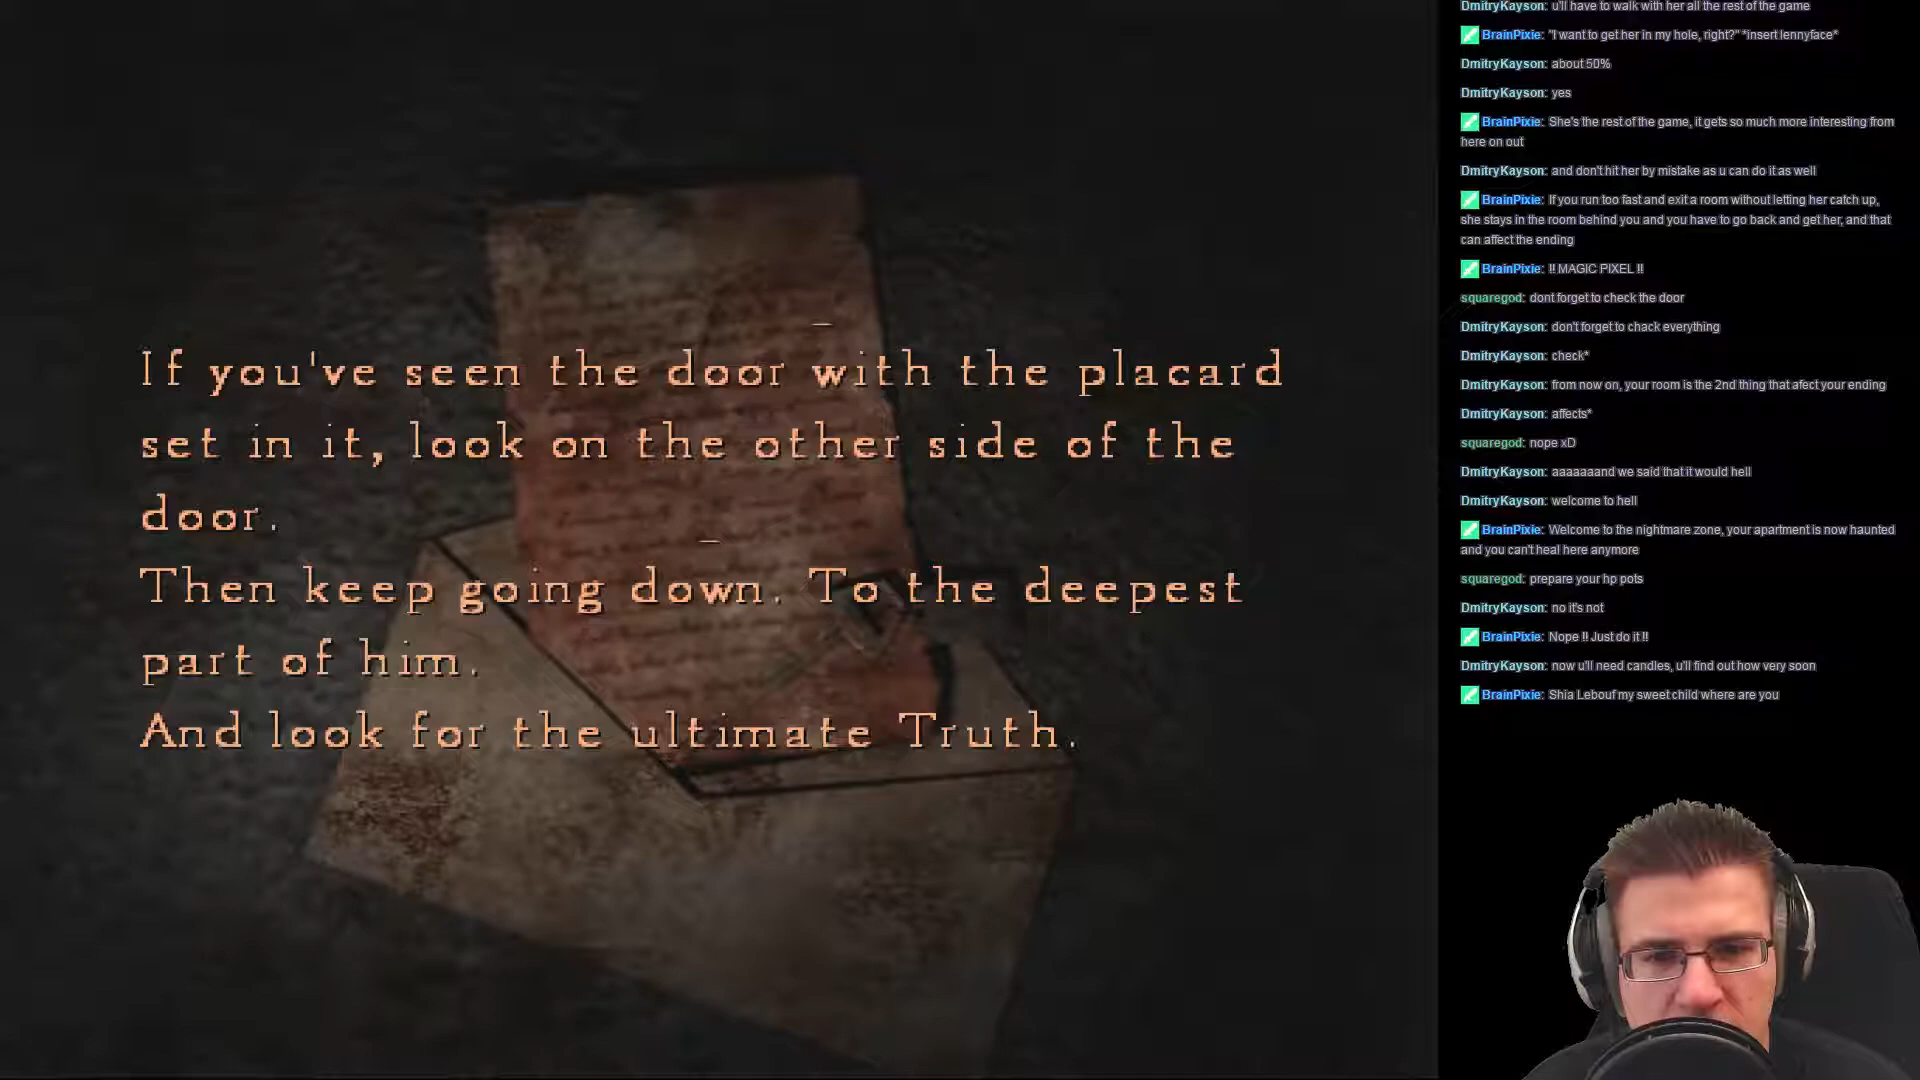 If you've seen the door with the placard
set in it, look on the other side of the
door.
Then keep going down. To the deepest
part of him.
And look for the ultimate Truth.
DmitryKayson: u'll have to walk with her all the rest of the game
BrainPixie: "I want to get her in my hole, right?" *insert lennyface*
DmitryKayson: about 50%
DmitryKayson: yes
BrainPixie: She's the rest of the game, it gets so much more interesting from
here on out
DmitryKayson: and don't hit her by mistake as u can do it as well
BrainPixie: If you run too fast and exit a room without letting her catch up,
she stays in the room behind you and you have to go back and get her, and that
can affect the ending
BrainPixie: !! MAGIC PIXEL !!
squaregod: dont forget to check the door
DmitryKayson: don't forget to chack everything
DmitryKayson: check*
DmitryKayson: from now on, your room is the 2nd thing that afect your ending
DmitryKayson: affects*
squaregod: nope xD
DmitryKayson: aaaaaaand we said that it would hell
DmitryKayson: welcome to hell
BrainPixie: Welcome to the nightmare zone, your apartment is now haunted
and you can't heal here anymore
squaregod: prepare your hp pots
DmitryKayson: no it's not
BrainPixie: Nope !! Just do it !!
DmitryKayson: now u'll need candles, u'll find out how very soon
BrainPixie: Shia Lebouf my sweet child where are you